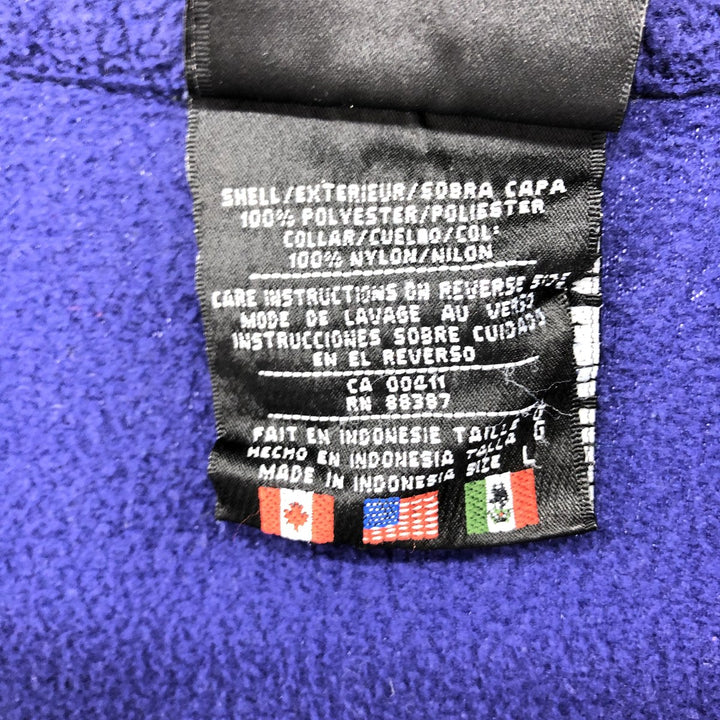 SHELL/EXTERIEUR/SOBRA CAPA
100% POLYESTER/POLIESTER
COLLAR/CUELBO/COL:
100% NYLON/NILON
CARE INSTRUCTIONS ON REVERSE SIDE
MODE DE LAVAGE AU VERSO
INSTRUCCIONES SOBRE CUIDADO
EN EL REVERSO
CA 00411
RN 88387
FAIT EN INDONESIE TAILLE
HECHO EN INDONESIA TALLA G
MADE IN INDONESIA SIZE L